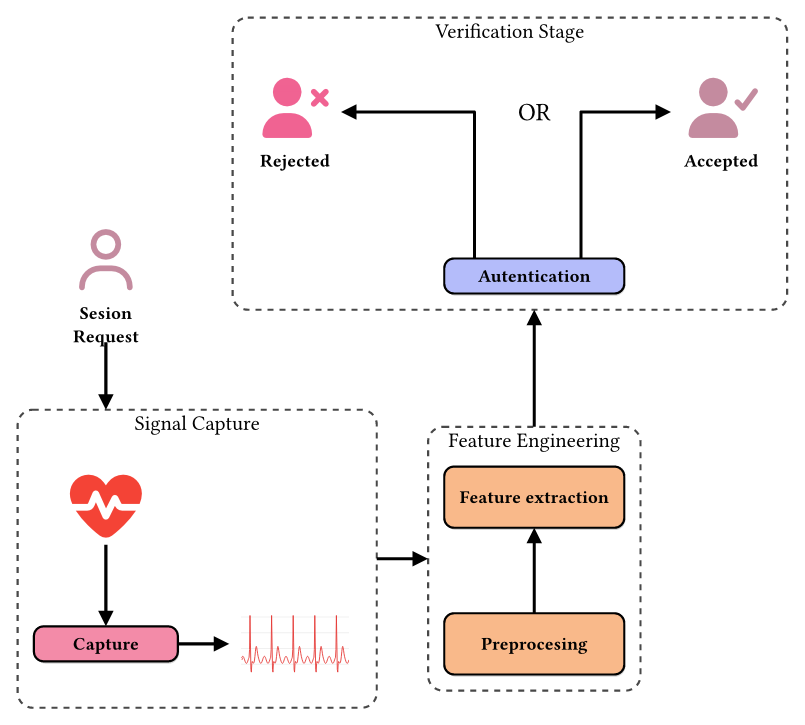 Verification Stage
OR
Rejected
Accepted
Autentication
Sesion
Request
Signal Capture
Feature Engineering
Feature extraction
Capture
Preprocesing